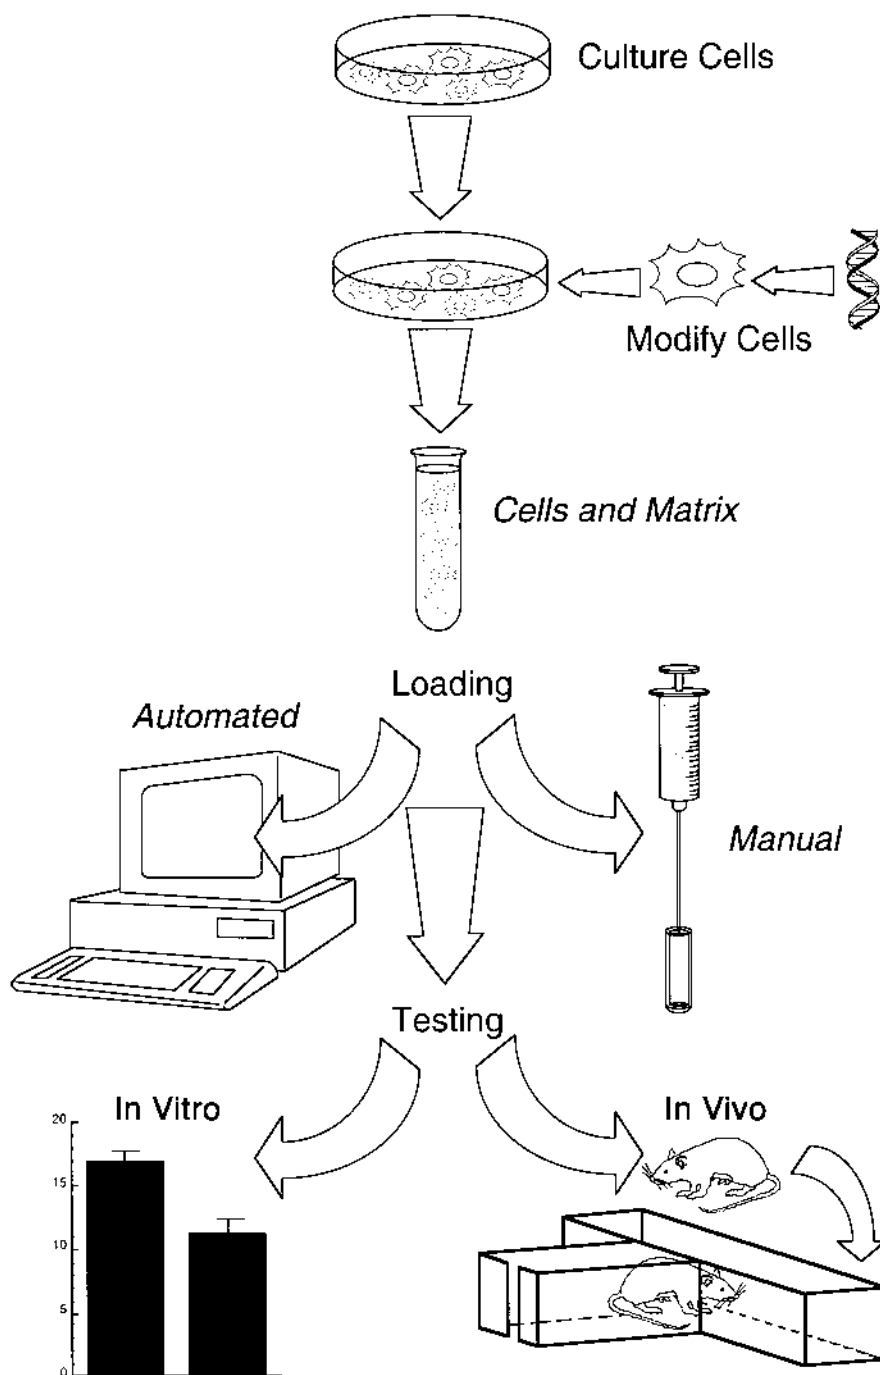 Culture Cells
Modify Cells
Cells and Matrix
Loading
Automated
Manual
Testing
In Vitro
In Vivo
20
15
10
5
0